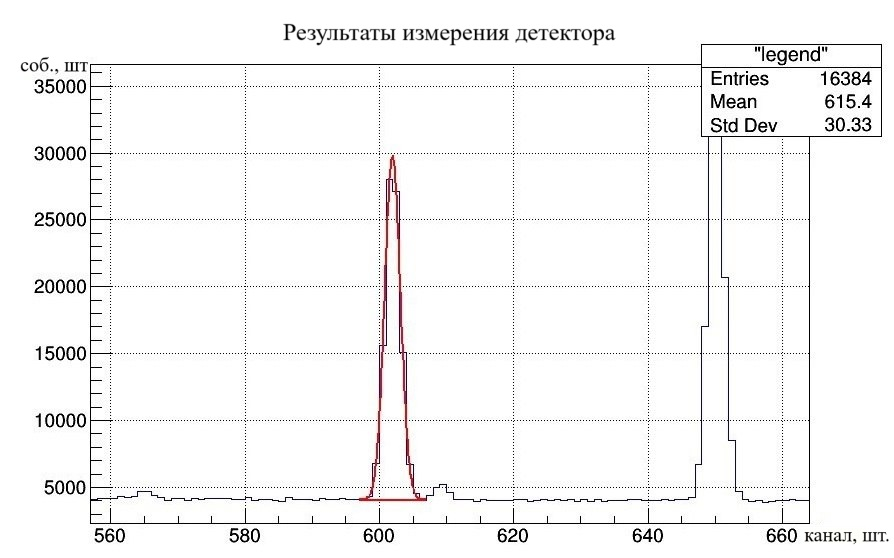 Результаты измерения детектора
соб., шт
"legend"
Entries 16384
Mean 615.4
Std Dev 30.33
35000
30000
25000
20000
15000
10000
5000
560 580 600 620 640 660 канал, шт.